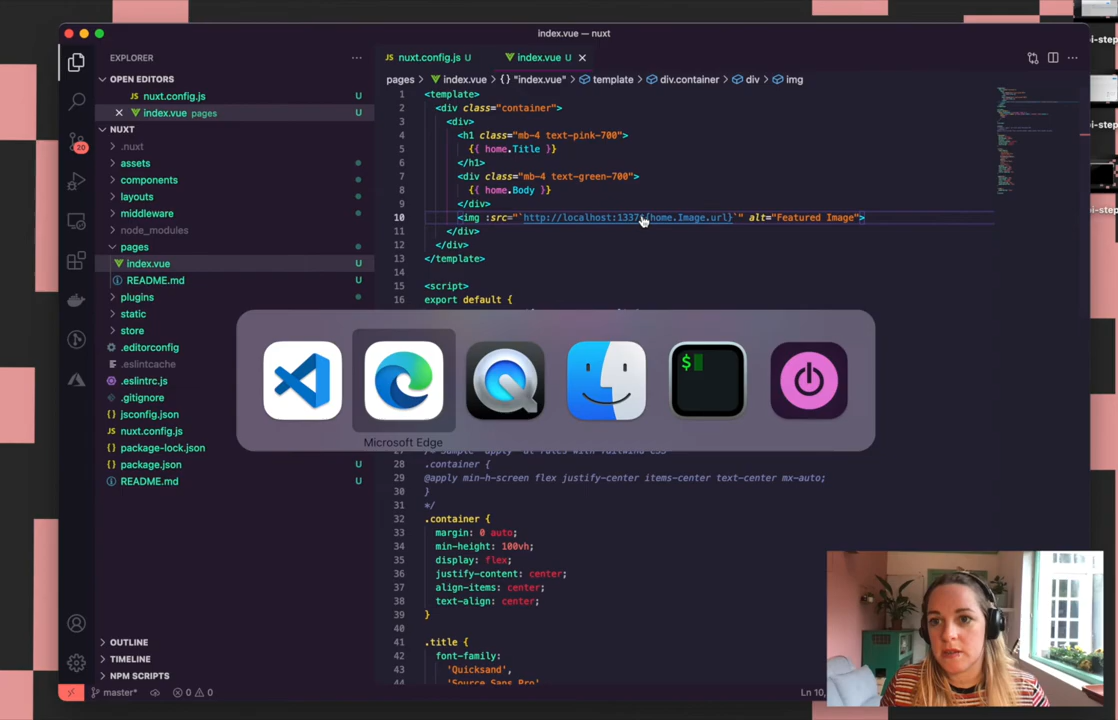 index.vue — nuxt
EXPLORER
OPEN EDITORS
nuxt.config.js U
index.vue pages U
NUXT
.nuxt
assets
components
layouts
middleware
node_modules
pages
index.vue U
README.md U
plugins
static
store
.editorconfig U
.eslintcache
.eslintrc.js U
.gitignore U
jsconfig.json U
nuxt.config.js U
package-lock.json U
package.json U
README.md U
OUTLINE
TIMELINE
NPM SCRIPTS
20
master*
0 0
nuxt.config.js U
index.vue U
pages > index.vue > {} "index.vue" > template > div.container > div > img
1 <template>
2 <div class="container">
3 <div>
4 <h1 class="mb-4 text-pink-700">
5 {{ home.Title }}
6 </h1>
7 <div class="mb-4 text-green-700">
8 {{ home.Body }}
9 </div>
10 <img :src="`http://localhost:1337${home.Image.url}`" alt="Featured Image">
11 </div>
12 </div>
13 </template>
14
15 <script>
16 export default {
Microsoft Edge
28 .container {
29 @apply min-h-screen flex justify-center items-center text-center mx-auto;
30 }
31 */
32 .container {
33 margin: 0 auto;
34 min-height: 100vh;
35 display: flex;
36 justify-content: center;
37 align-items: center;
38 text-align: center;
39 }
40
41 .title {
42 font-family:
43 'Quicksand',
44 'Source Sans Pro',
Ln 10,